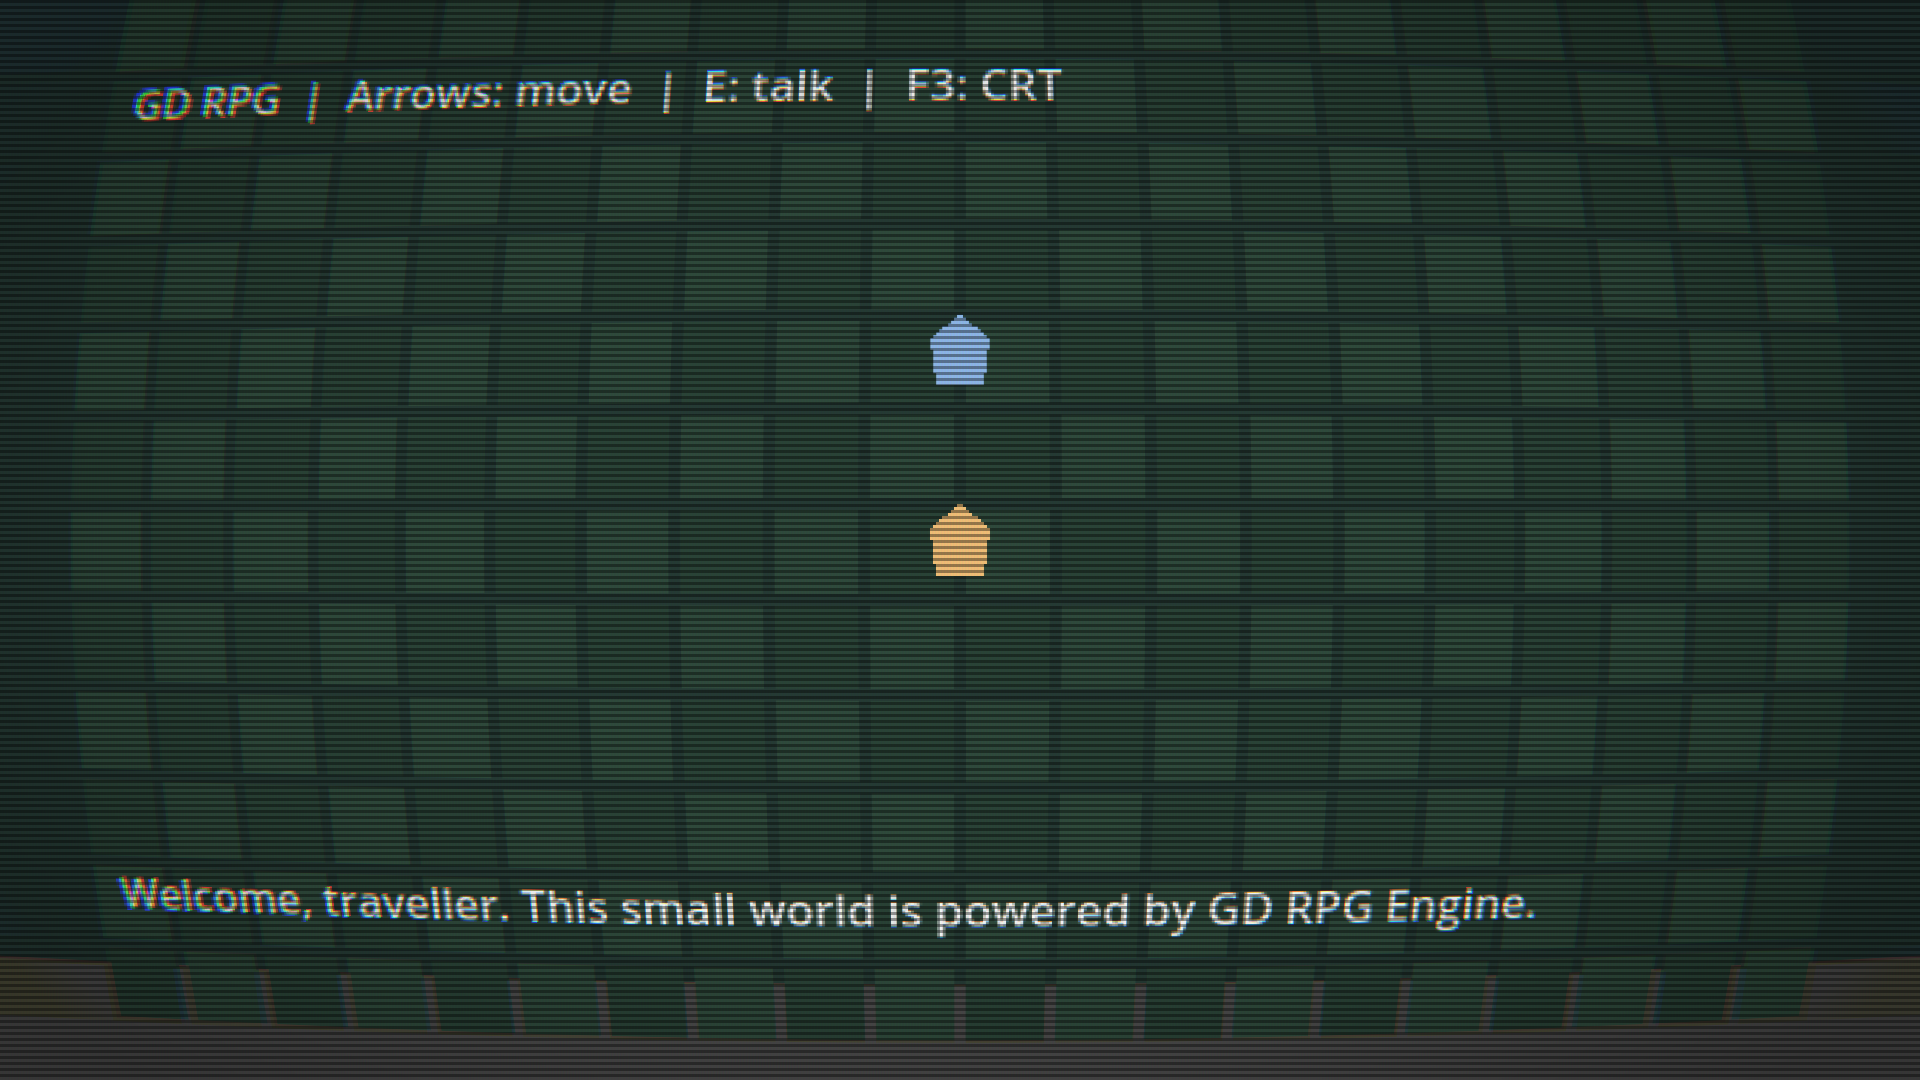 GD RPG | Arrows: move | E: talk | F3: CRT
Welcome, traveller. This small world is powered by GD RPG Engine.